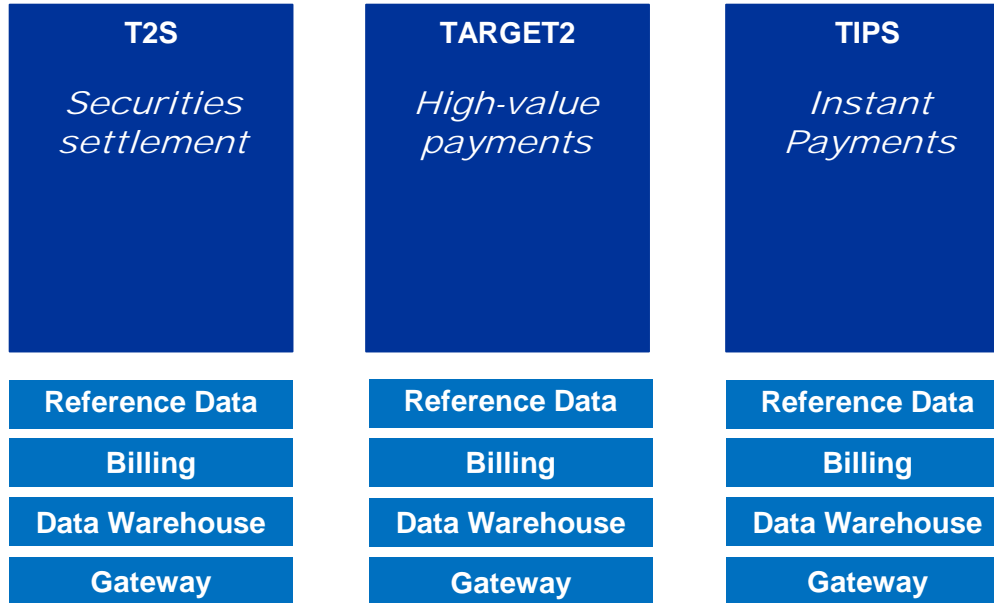 T2S
Securities
settlement
TARGET2
High-value
payments
TIPS
Instant
Payments
Reference Data
Reference Data
Reference Data
Billing
Billing
Billing
Data Warehouse
Data Warehouse
Data Warehouse
Gateway
Gateway
Gateway